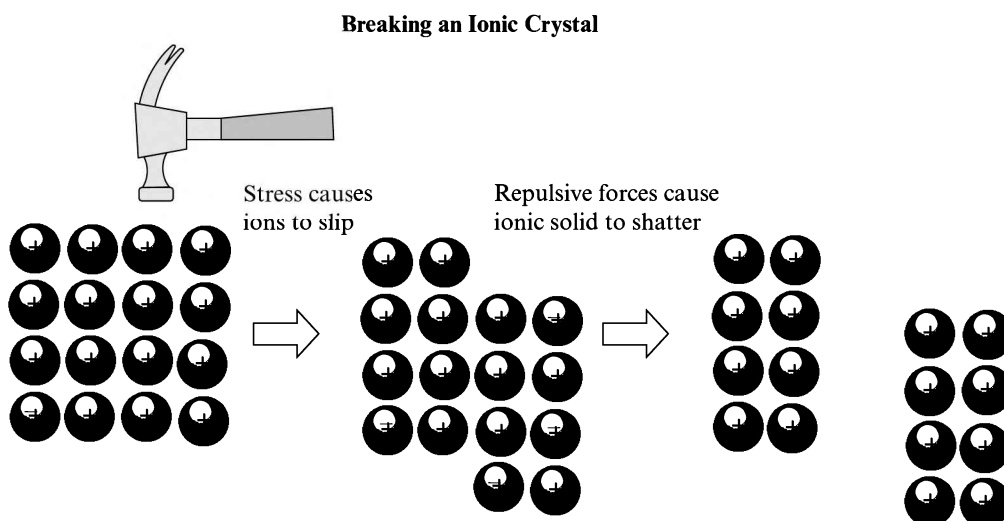 Breaking an Ionic Crystal
Stress causes
ions to slip
Repulsive forces cause
ionic solid to shatter